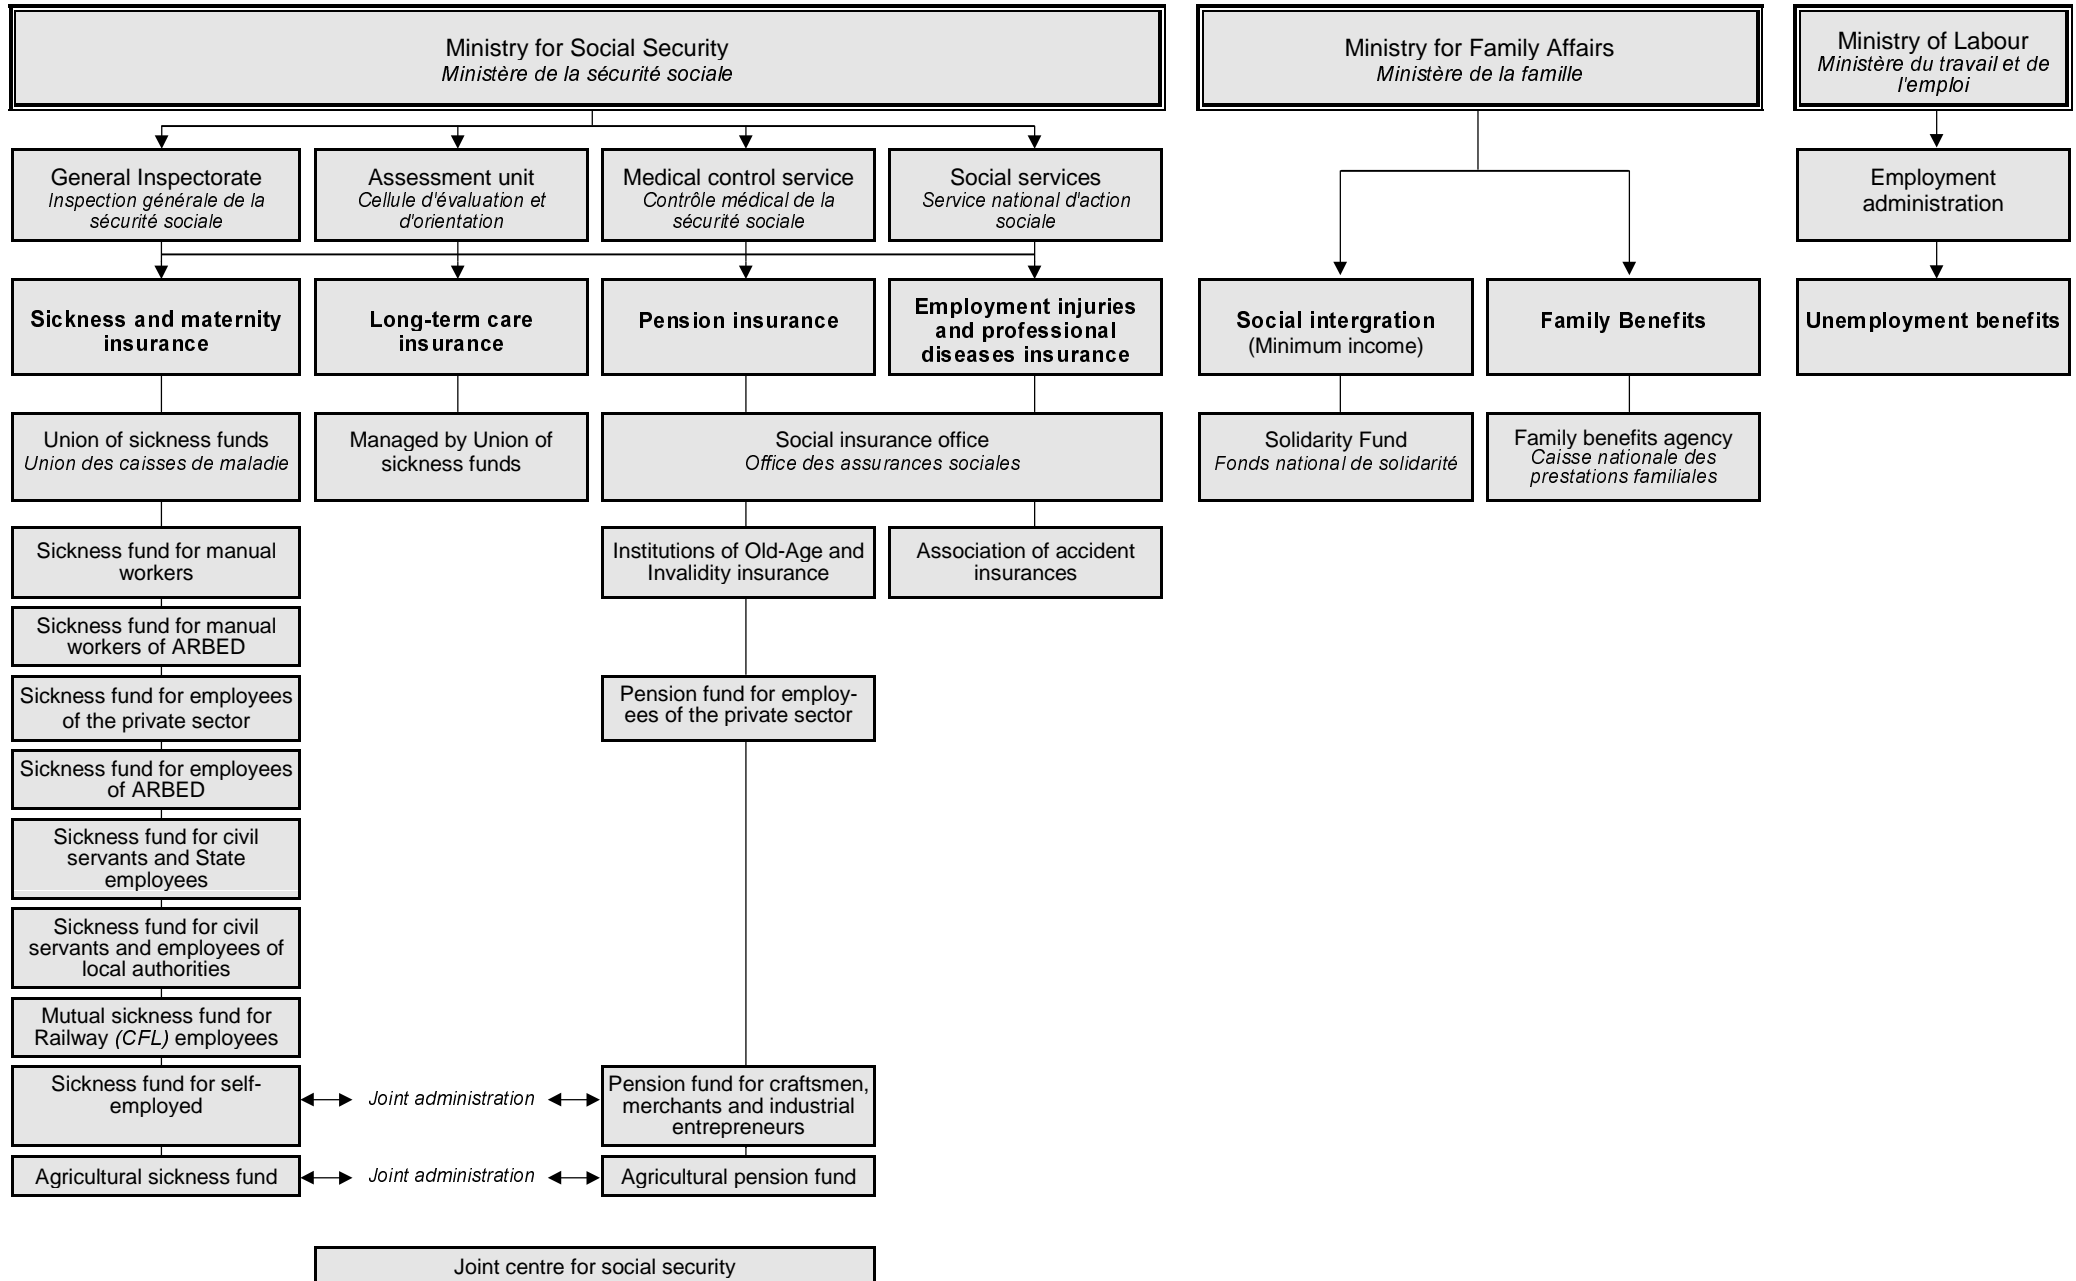 Ministry for Social Security
Ministère de la sécurité sociale
Ministry for Family Affairs
Ministère de la famille
Ministry of Labour
Ministère du travail et de
l'emploi
General Inspectorate
Inspection générale de la
sécurité sociale
Assessment unit
Cellule d'évaluation et
d'orientation
Medical control service
Contrôle médical de la
sécurité sociale
Social services
Service national d'action
sociale
Employment
administration
Sickness and maternity
insurance
Long-term care
insurance
Pension insurance
Employment injuries
and professional
diseases insurance
Social intergration
(Minimum income)
Family Benefits
Unemployment benefits
Union of sickness funds
Union des caisses de maladie
Managed by Union of
sickness funds
Social insurance office
Office des assurances sociales
Solidarity Fund
Fonds national de solidarité
Family benefits agency
Caisse nationale des
prestations familiales
Sickness fund for manual
workers
Institutions of Old-Age and
Invalidity insurance
Association of accident
insurances
Sickness fund for manual
workers of ARBED
Sickness fund for employees
of the private sector
Pension fund for employ-
ees of the private sector
Sickness fund for employees
of ARBED
Sickness fund for civil
servants and State
employees
Sickness fund for civil
servants and employees of
local authorities
Mutual sickness fund for
Railway (CFL) employees
Sickness fund for self-
employed
Joint administration
Pension fund for craftsmen,
merchants and industrial
entrepreneurs
Agricultural sickness fund
Joint administration
Agricultural pension fund
Joint centre for social security